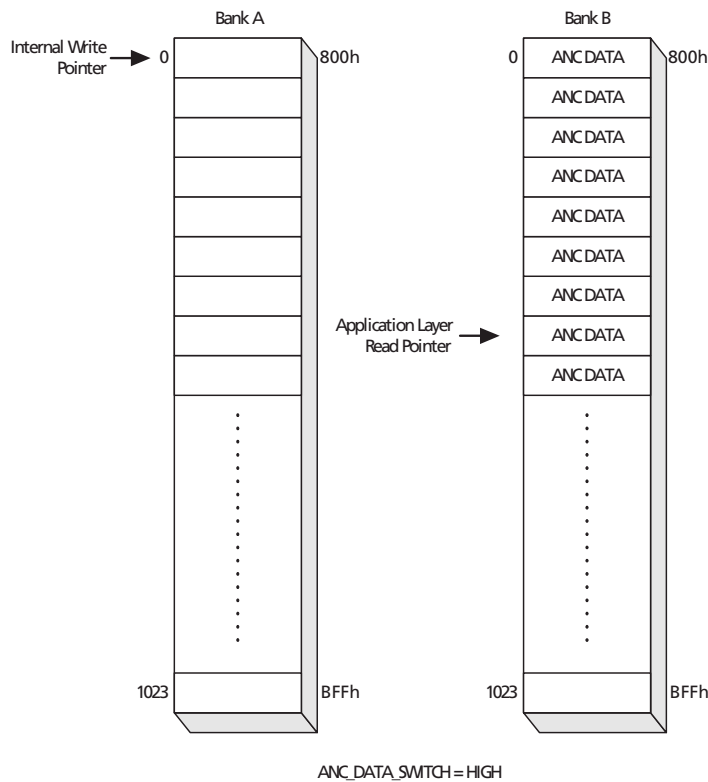 Bank A
Internal Write
Pointer
0
800h
1023
BFFh
Bank B
0
ANC DATA
800h
ANC DATA
ANC DATA
ANC DATA
ANC DATA
ANC DATA
ANC DATA
Application Layer
Read Pointer
ANC DATA
ANC DATA
1023
BFFh
ANC_DATA_SWITCH = HIGH